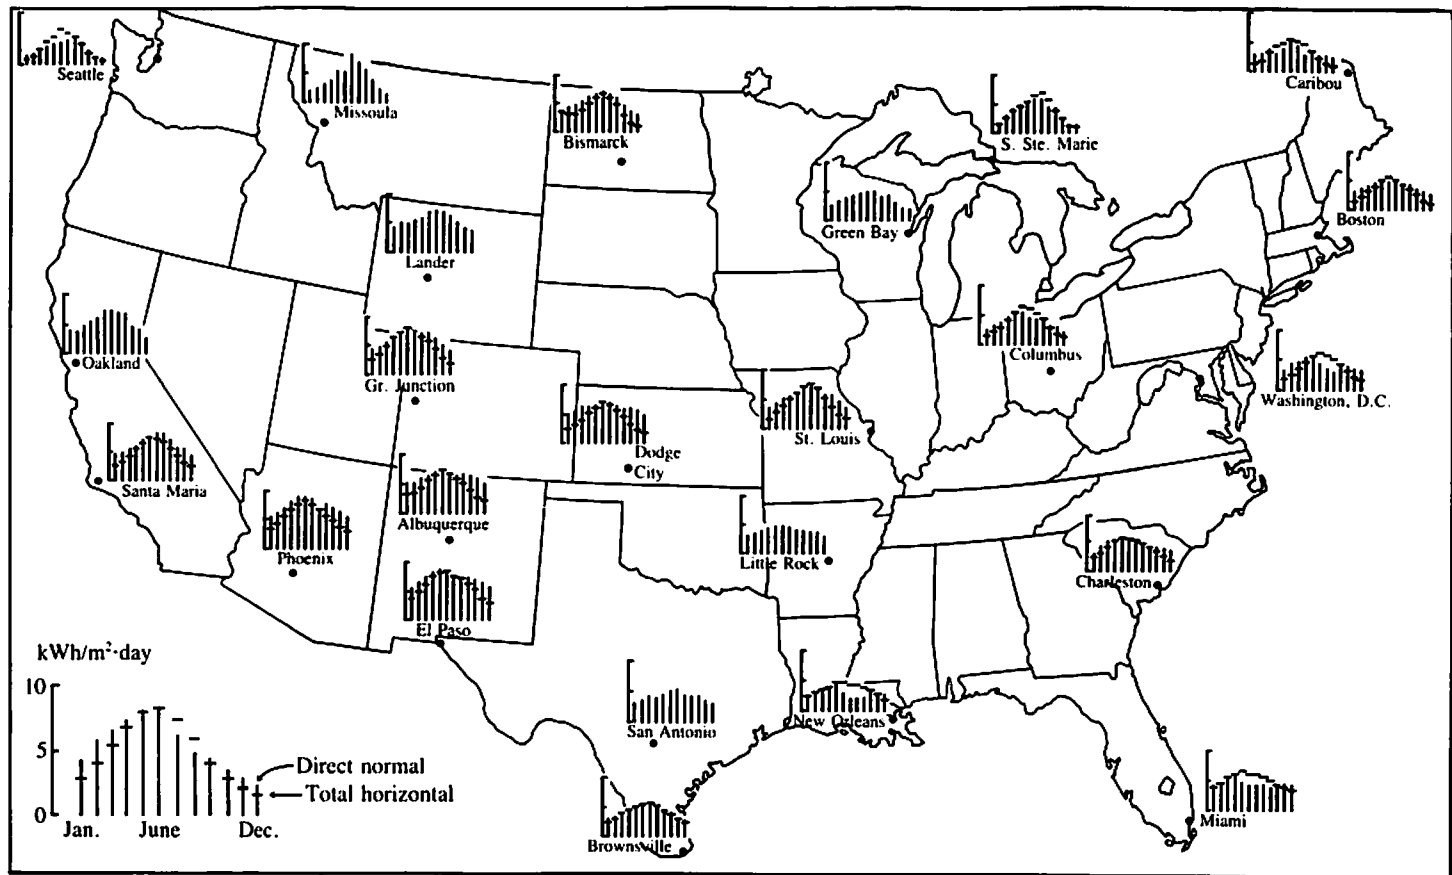 Seattle
Missoula
Bismarck
S. Ste. Marie
Caribou
Green Bay
Boston
Lander
Oakland
Gr. Junction
Columbus
Washington, D.C.
St. Louis
Dodge
City
Santa Maria
Albuquerque
Phoenix
Little Rock
Charleston
El Paso
San Antonio
New Orleans
Miami
Brownsville
kWh/m²·day
10
5
0
Direct normal
Total horizontal
Jan. June Dec.